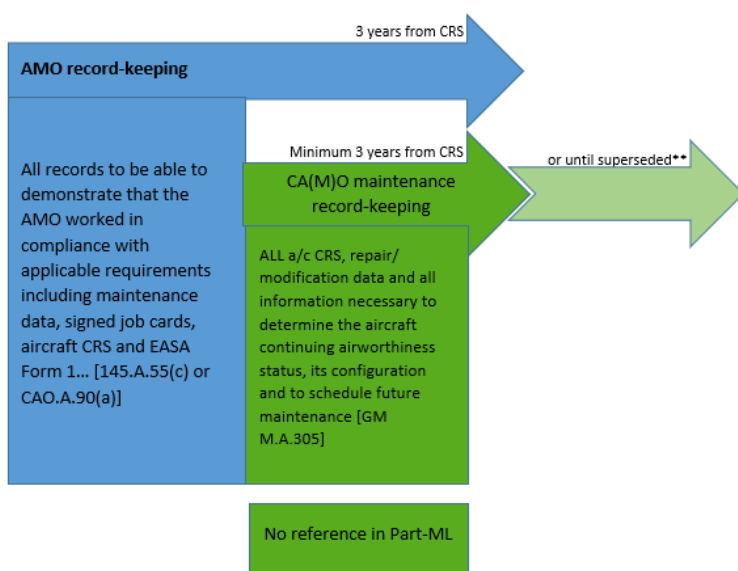 3 years from CRS
AMO record-keeping
Minimum 3 years from CRS
or until superseded**
CA(M)O maintenance
record-keeping
All records to be able to
demonstrate that the
AMO worked in
compliance with
applicable requirements
including maintenance
data, signed job cards,
aircraft CRS and EASA
Form 1... [145.A.55(c) or
CAO.A.90(a)]
ALL a/c CRS, repair/
modification data and all
information necessary to
determine the aircraft
continuing airworthiness
status, its configuration
and to schedule future
maintenance [GM
M.A.305]
No reference in Part-ML